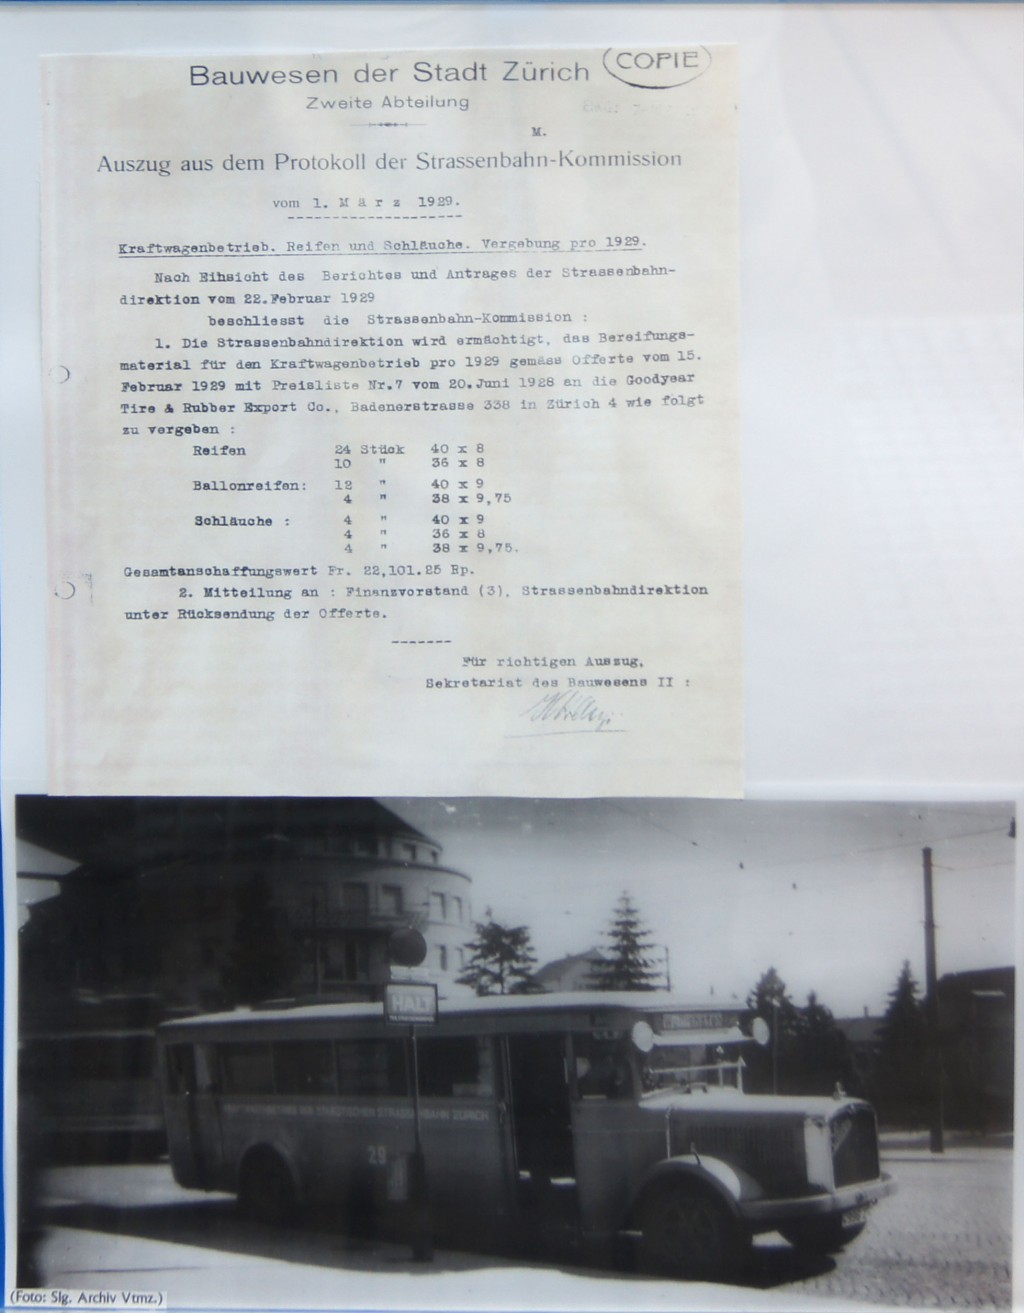 Bauwesen der Stadt Zürich
COPIE
Zweite Abteilung
M.
Auszug aus dem Protokoll der Strassenbahn-Kommission
vom 1. März 1929.
Kraftwagenbetrieb. Reifen und Schläuche. Vergebung pro 1929.
Nach Einsicht des Berichtes und Antrages der Strassenbahn-
direktion vom 22.Februar 1929
beschliesst die Strassenbahn-Kommission :
1. Die Strassenbahndirektion wird ermächtigt, das Bereifungs-
material für den Kraftwagenbetrieb pro 1929 gemäss Offerte vom 15.
Februar 1929 mit Preisliste Nr.7 vom 20.Juni 1928 an die Goodyear
Tire & Rubber Export Co., Badenerstrasse 338 in Zürich 4 wie folgt
zu vergeben :
Reifen 24 Stück 40 x 8
10 " 36 x 8
Ballonreifen: 12 " 40 x 9
4 " 38 x 9,75
Schläuche : 4 " 40 x 9
4 " 36 x 8
4 " 38 x 9,75.
Gesamtanschaffungswert Fr. 22,101.25 Rp.
2. Mitteilung an : Finanzvorstand (3), Strassenbahndirektion
unter Rücksendung der Offerte.
Für richtigen Auszug,
Sekretariat des Bauwesens II :
HALT
DER STÄDTISCHEN STRASSENBAHN ZÜRICH
29
(Foto: Slg. Archiv Vtmz.)